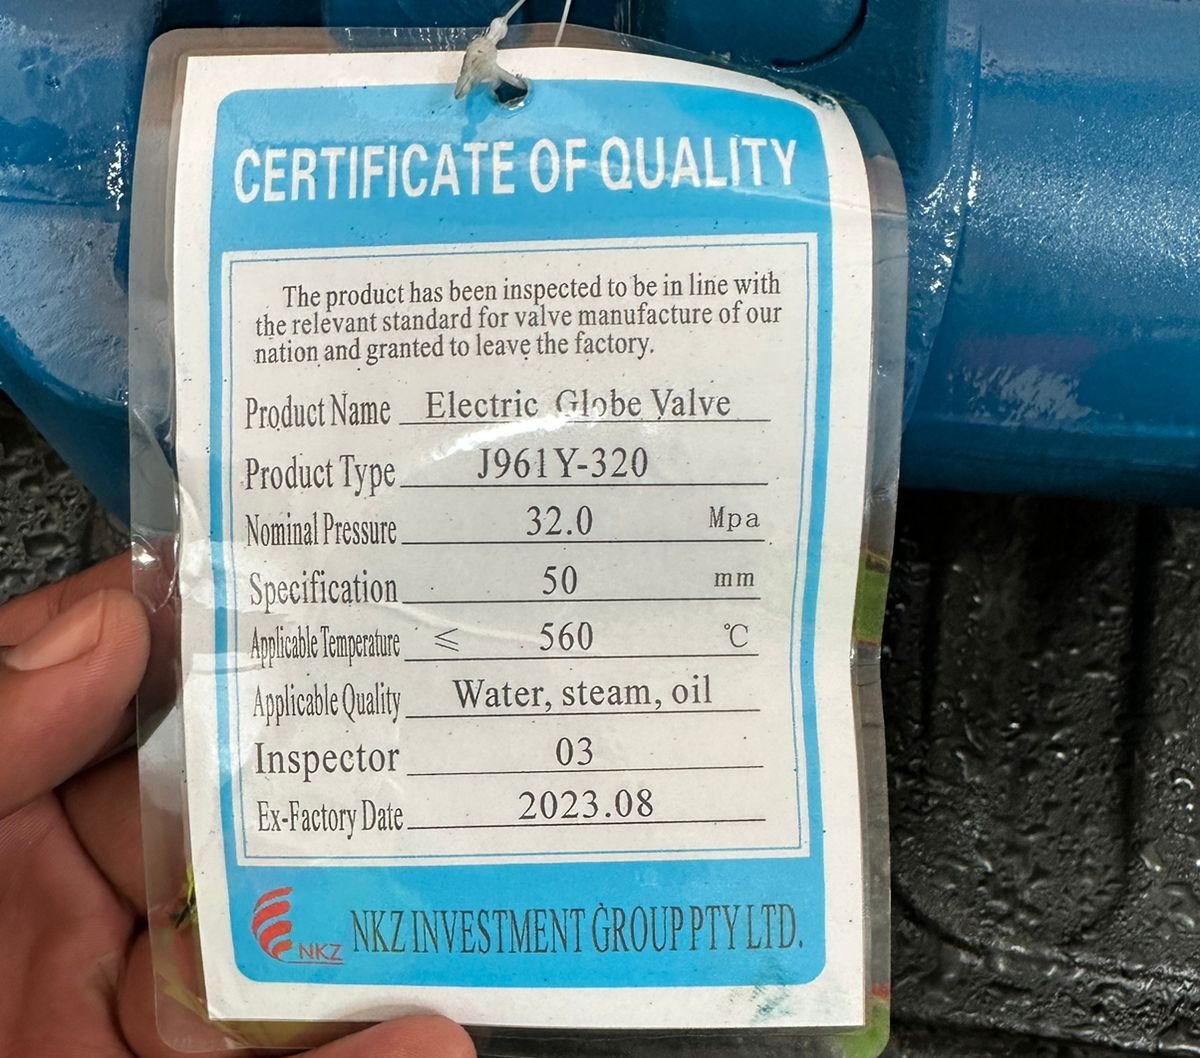 CERTIFICATE OF QUALITY
The product has been inspected to be in line with
the relevant standard for valve manufacture of our
nation and granted to leave the factory.
Product Name Electric Globe Valve
Product Type J961Y-320
Nominal Pressure 32.0 Mpa
Specification 50 mm
Applicable Temperature ≤ 560 ℃
Applicable Quality Water, steam, oil
Inspector 03
Ex-Factory Date 2023.08
NKZ NKZ INVESTMENT GROUP PTY LTD.